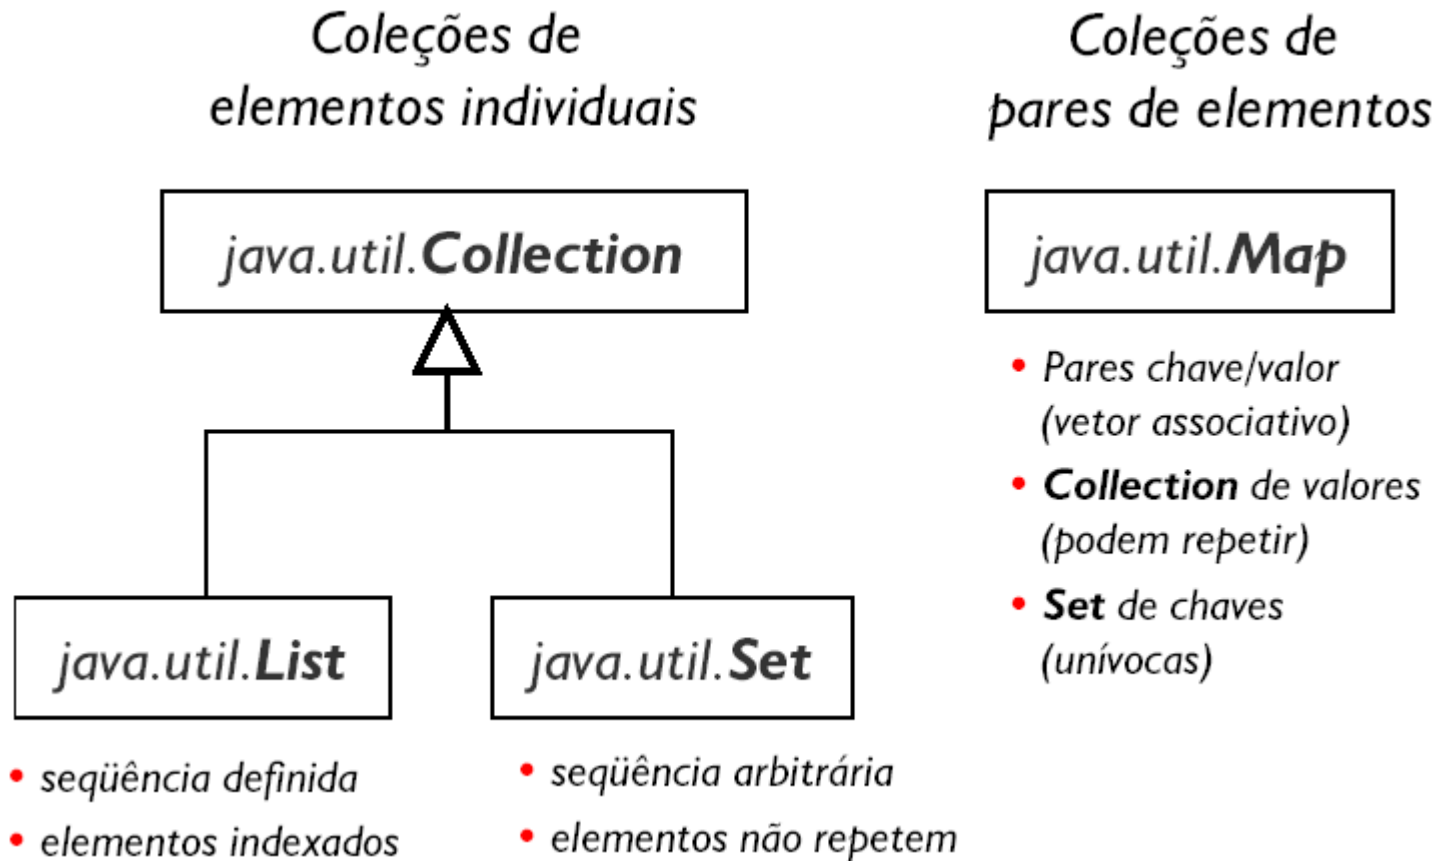 Coleções de
elementos individuais
java.util.Collection
java.util.List
• seqüência definida
• elementos indexados
java.util.Set
• seqüência arbitrária
• elementos não repetem
Coleções de
pares de elementos
java.util.Map
• Pares chave/valor
(vetor associativo)
• Collection de valores
(podem repetir)
• Set de chaves
(unívocas)